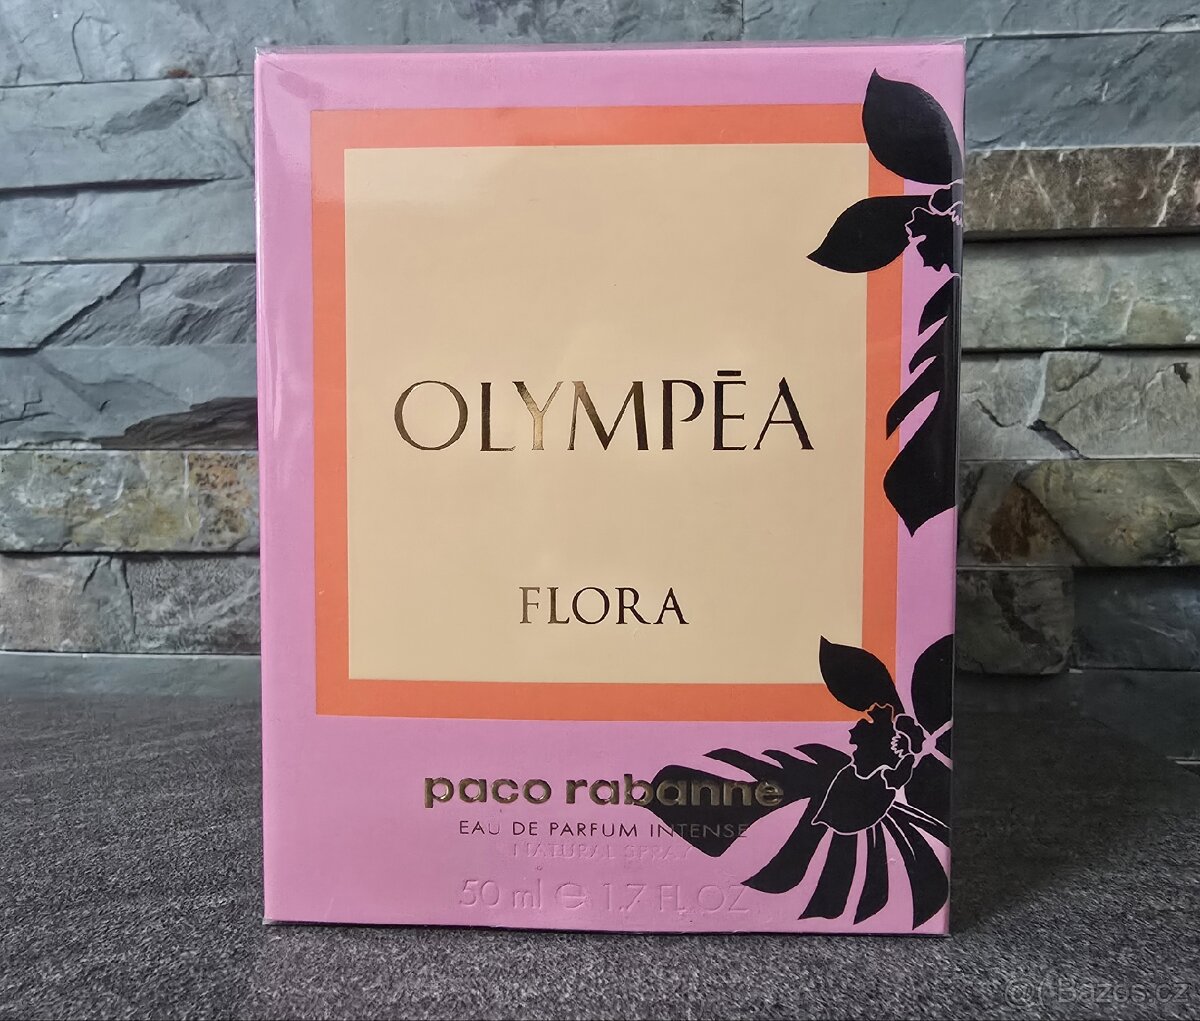 OLYMPĒA
FLORA
paco rabanne
EAU DE PARFUM INTENSE
NATURAL SPRAY
50 ml ℮ 1.7 FL.OZ
@ Bazos.cz